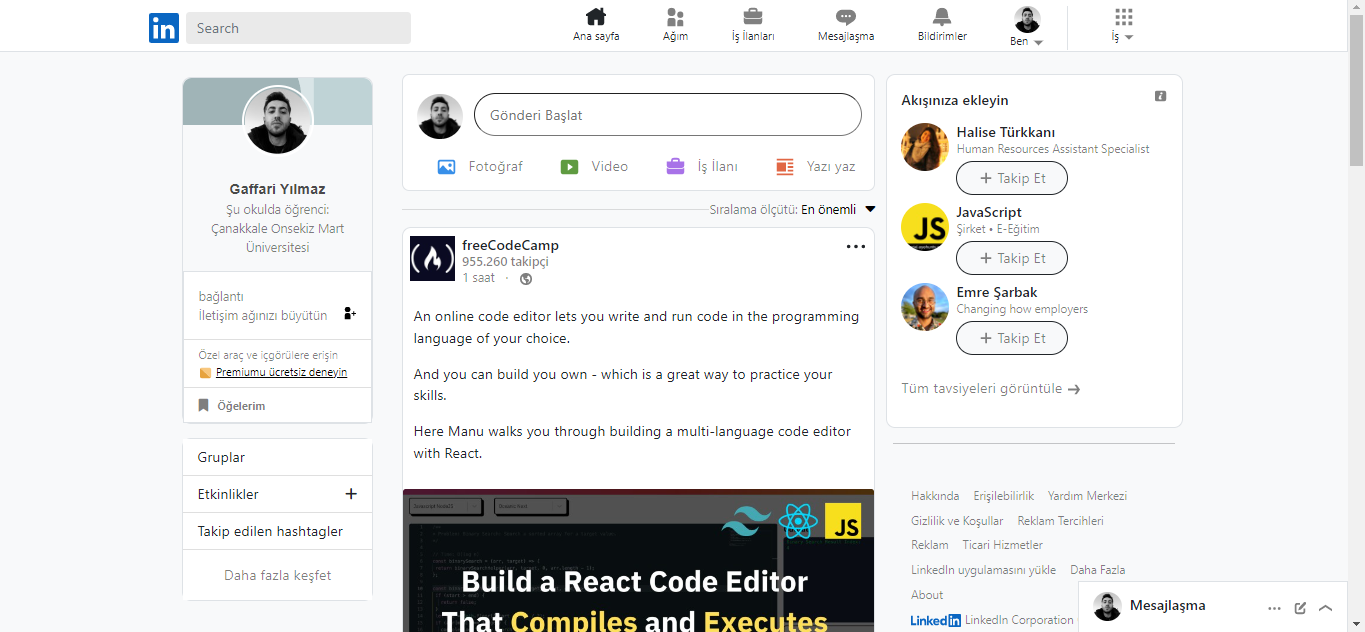 in
Search
Ana sayfa
Ağım
İş İlanları
Mesajlaşma
Bildirimler
Ben
İş
Gaffari Yılmaz
Şu okulda öğrenci:
Çanakkale Onsekiz Mart
Üniversitesi
bağlantı
İletişim ağınızı büyütün
Özel araç ve içgörülere erişin
Premiumu ücretsiz deneyin
Öğelerim
Gruplar
Etkinlikler +
Takip edilen hashtagler
Daha fazla keşfet
Gönderi Başlat
Fotoğraf
Video
İş İlanı
Yazı yaz
Sıralama ölçütü: En önemli
freeCodeCamp
955.260 takipçi
1 saat ·
An online code editor lets you write and run code in the programming
language of your choice.
And you can build you own - which is a great way to practice your
skills.
Here Manu walks you through building a multi-language code editor
with React.
JS
Build a React Code Editor
That Compiles and Executes
Akışınıza ekleyin
Halise Türkkanı
Human Resources Assistant Specialist
+ Takip Et
JS
JavaScript
Şirket • E-Eğitim
+ Takip Et
Emre Şarbak
Changing how employers
+ Takip Et
Tüm tavsiyeleri görüntüle →
Hakkında Erişilebilirlik Yardım Merkezi
Gizlilik ve Koşullar Reklam Tercihleri
Reklam Ticari Hizmetler
LinkedIn uygulamasını yükle Daha Fazla
About
LinkedIn LinkedIn Corporation
Mesajlaşma